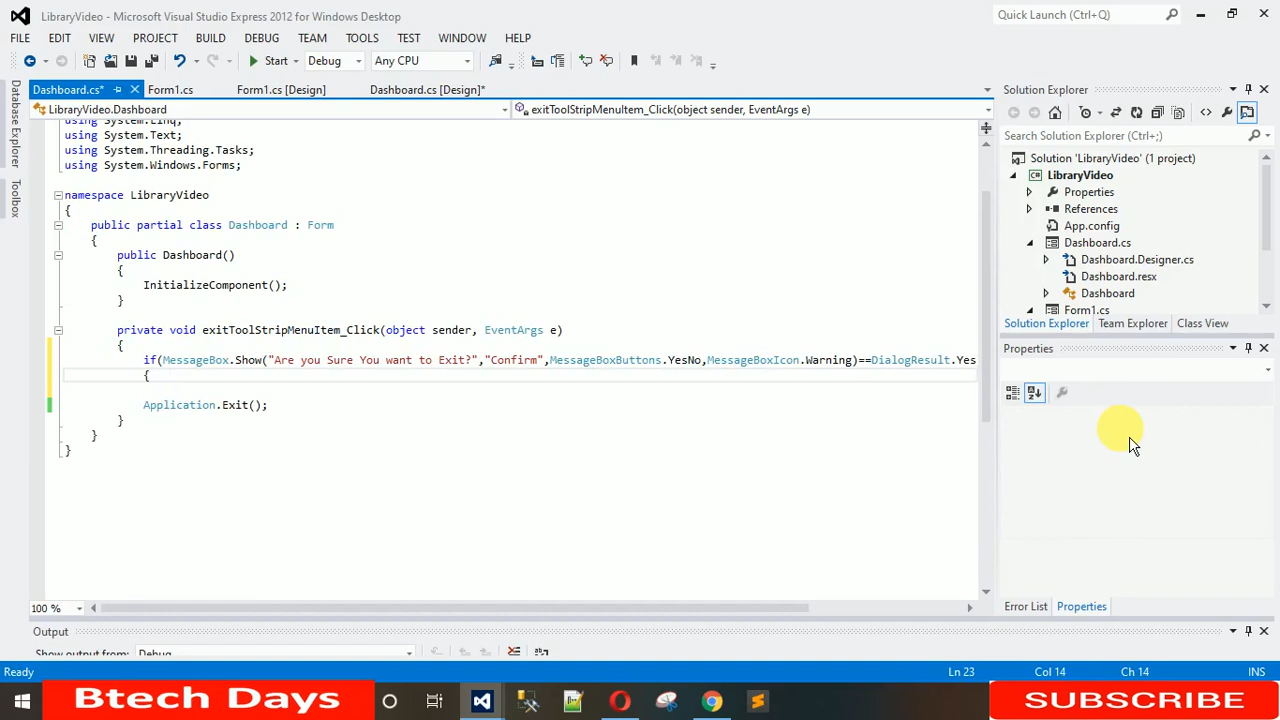 LibraryVideo - Microsoft Visual Studio Express 2012 for Windows Desktop
Quick Launch (Ctrl+Q)
FILE EDIT VIEW PROJECT BUILD DEBUG TEAM TOOLS TEST WINDOW HELP
Start Debug Any CPU
Database Explorer
Toolbox
Dashboard.cs* Form1.cs Form1.cs [Design] Dashboard.cs [Design]*
LibraryVideo.Dashboard exitToolStripMenuItem_Click(object sender, EventArgs e)
using System.Linq;
using System.Text;
using System.Threading.Tasks;
using System.Windows.Forms;
namespace LibraryVideo
{
public partial class Dashboard : Form
{
public Dashboard()
{
InitializeComponent();
}
private void exitToolStripMenuItem_Click(object sender, EventArgs e)
{
if(MessageBox.Show("Are you Sure You want to Exit?","Confirm",MessageBoxButtons.YesNo,MessageBoxIcon.Warning)==DialogResult.Yes
{
Application.Exit();
}
}
}
100 %
Solution Explorer
Search Solution Explorer (Ctrl+;)
Solution 'LibraryVideo' (1 project)
LibraryVideo
Properties
References
App.config
Dashboard.cs
Dashboard.Designer.cs
Dashboard.resx
Dashboard
Form1.cs
Solution Explorer Team Explorer Class View
Properties
Error List Properties
Output
Show output from: Debug
Ready Ln 23 Col 14 Ch 14 INS
Btech Days
SUBSCRIBE